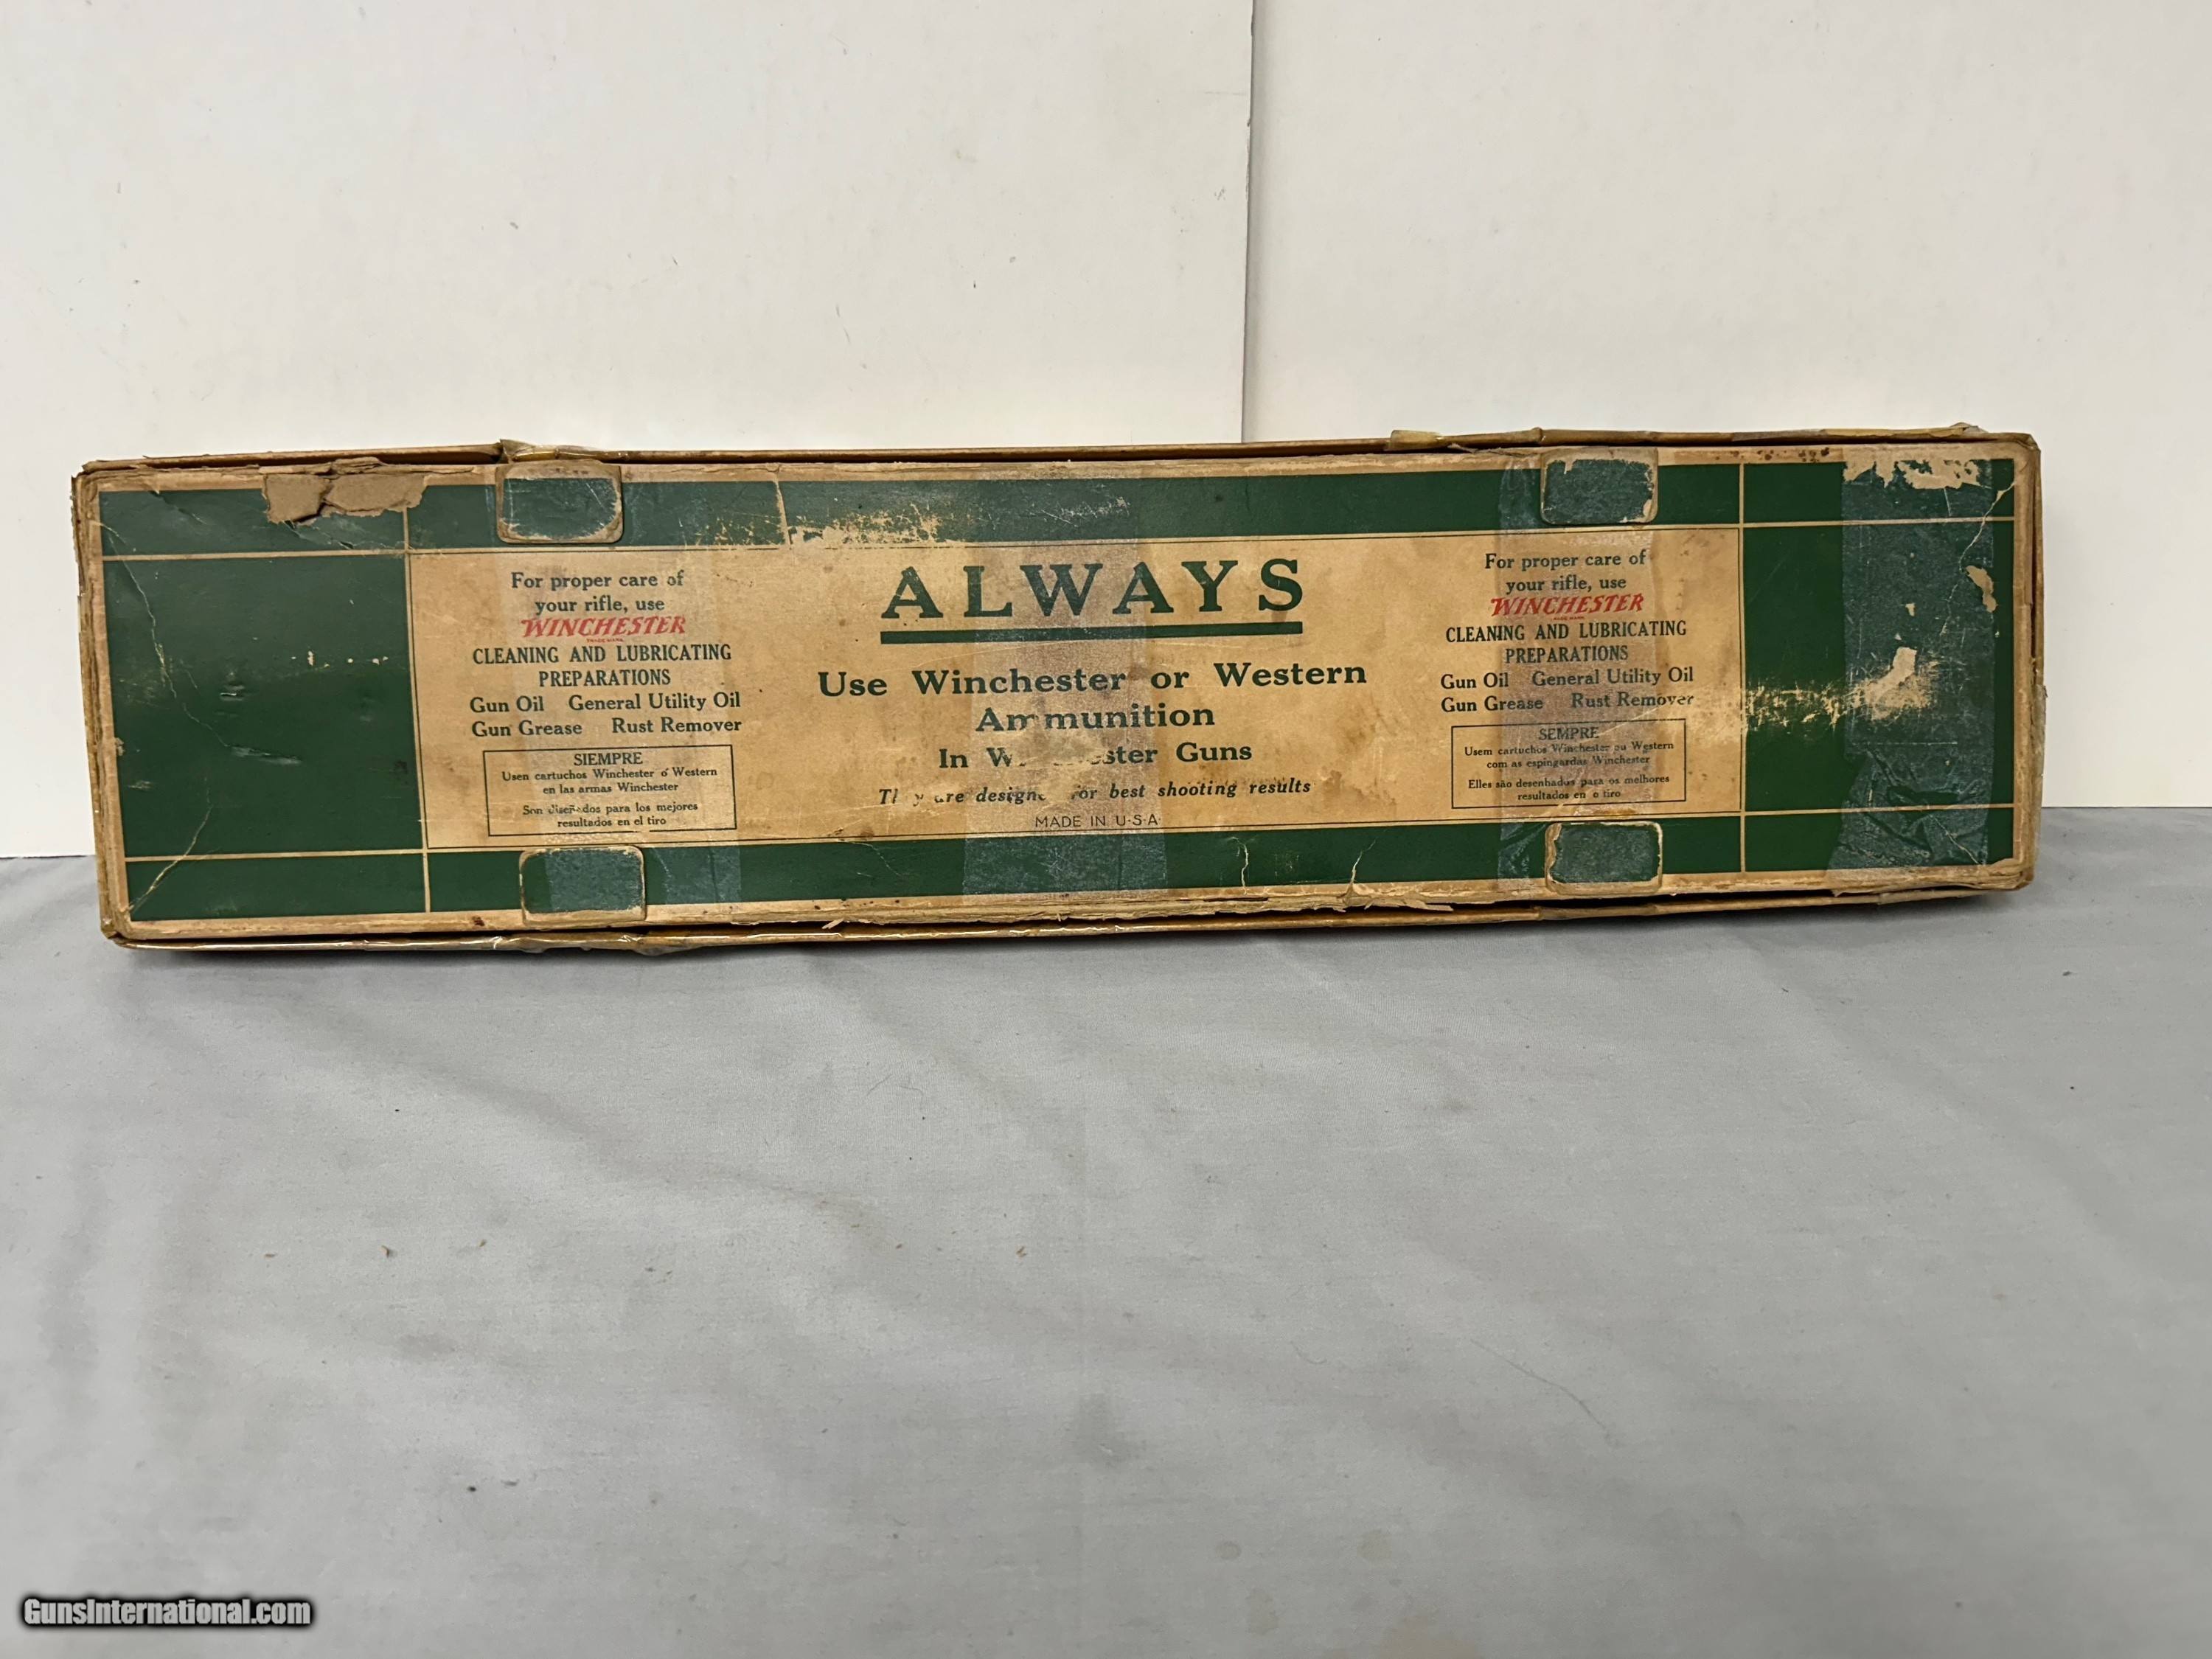 For proper care of
your rifle, use
WINCHESTER
TRADE MARK
CLEANING AND LUBRICATING
PREPARATIONS
Gun Oil General Utility Oil
Gun Grease Rust Remover
SIEMPRE
Usen cartuchos Winchester ó Western
en las armas Winchester
Son diseñados para los mejores
resultados en el tiro
ALWAYS
Use Winchester or Western
Ammunition
In Winchester Guns
They are designed for best shooting results
MADE IN U·S·A·
For proper care of
your rifle, use
WINCHESTER
CLEANING AND LUBRICATING
PREPARATIONS
Gun Oil General Utility Oil
Gun Grease Rust Remover
SEMPRE
Usem cartuchos Winchester ou Western
com as espingardas Winchester
Elles são desenhados para os melhores
resultados en o tiro
GunsInternational.com